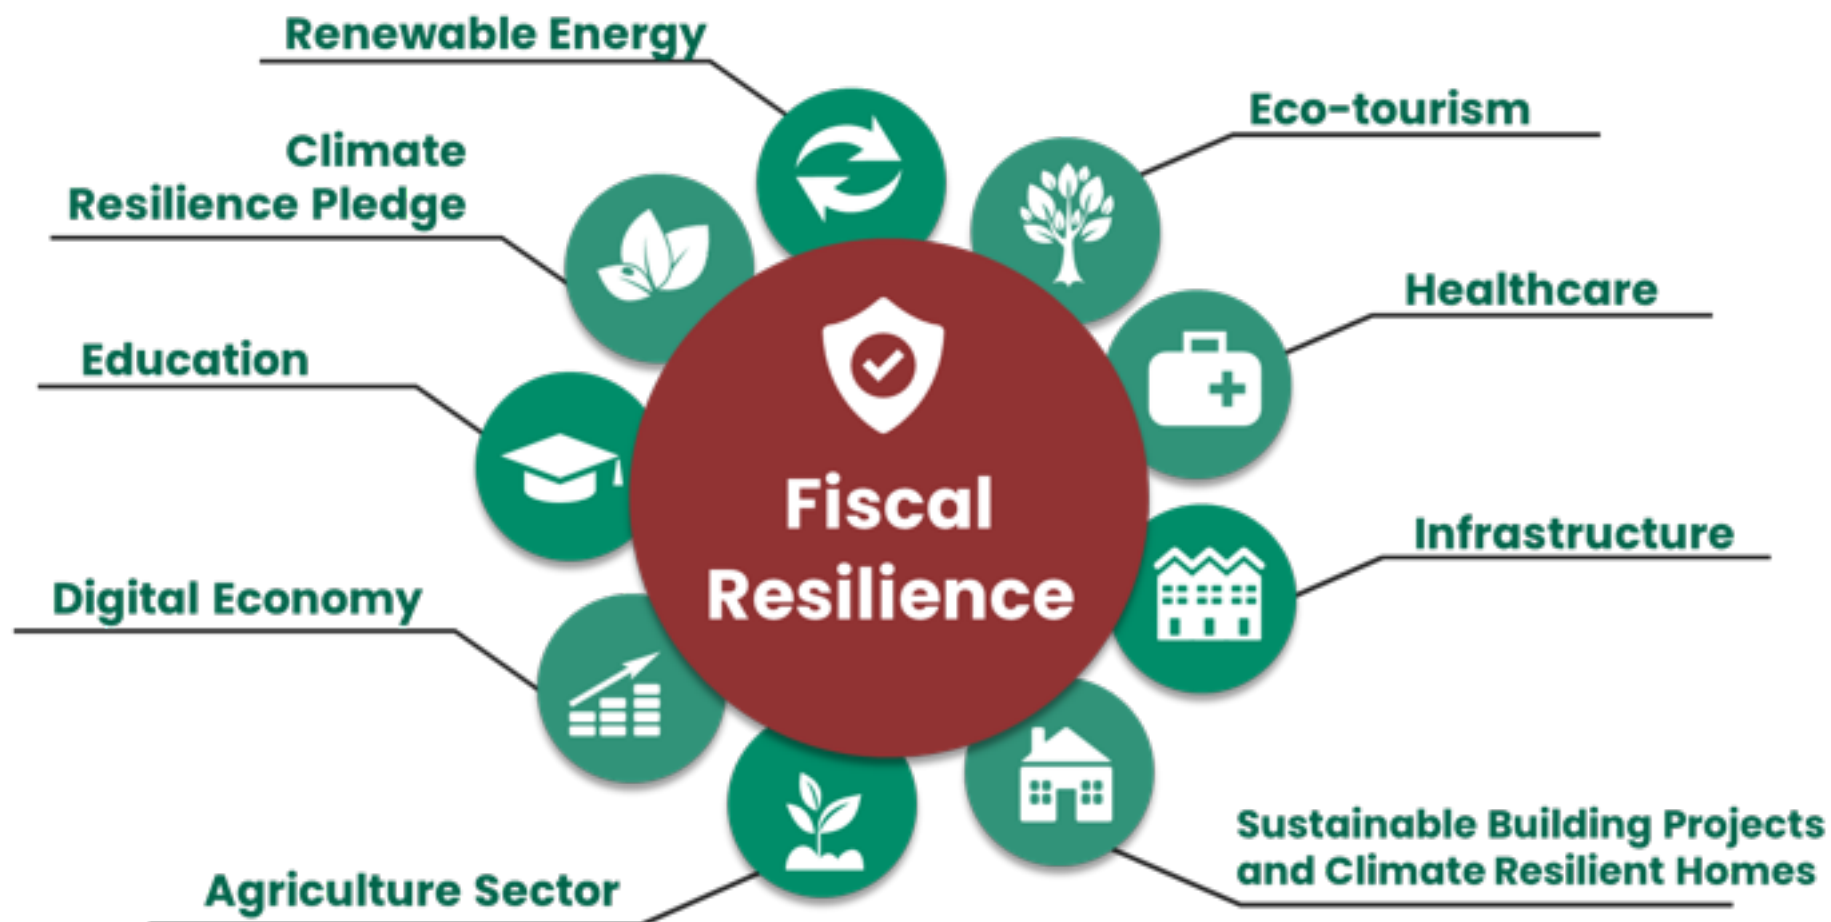 Renewable Energy
Eco-tourism
Climate
Resilience Pledge
Healthcare
Education
Fiscal
Resilience
Infrastructure
Digital Economy
Sustainable Building Projects
and Climate Resilient Homes
Agriculture Sector